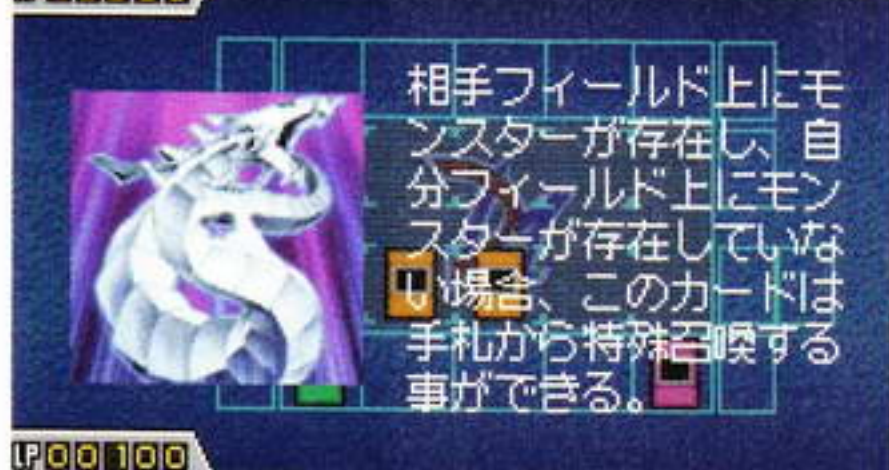 相手フィールド上にモ
ンスターが存在し、自
分フィールド上にモン
スターが存在していな
い場合、このカードは
手札から特殊召喚する
事ができる。
LP00100